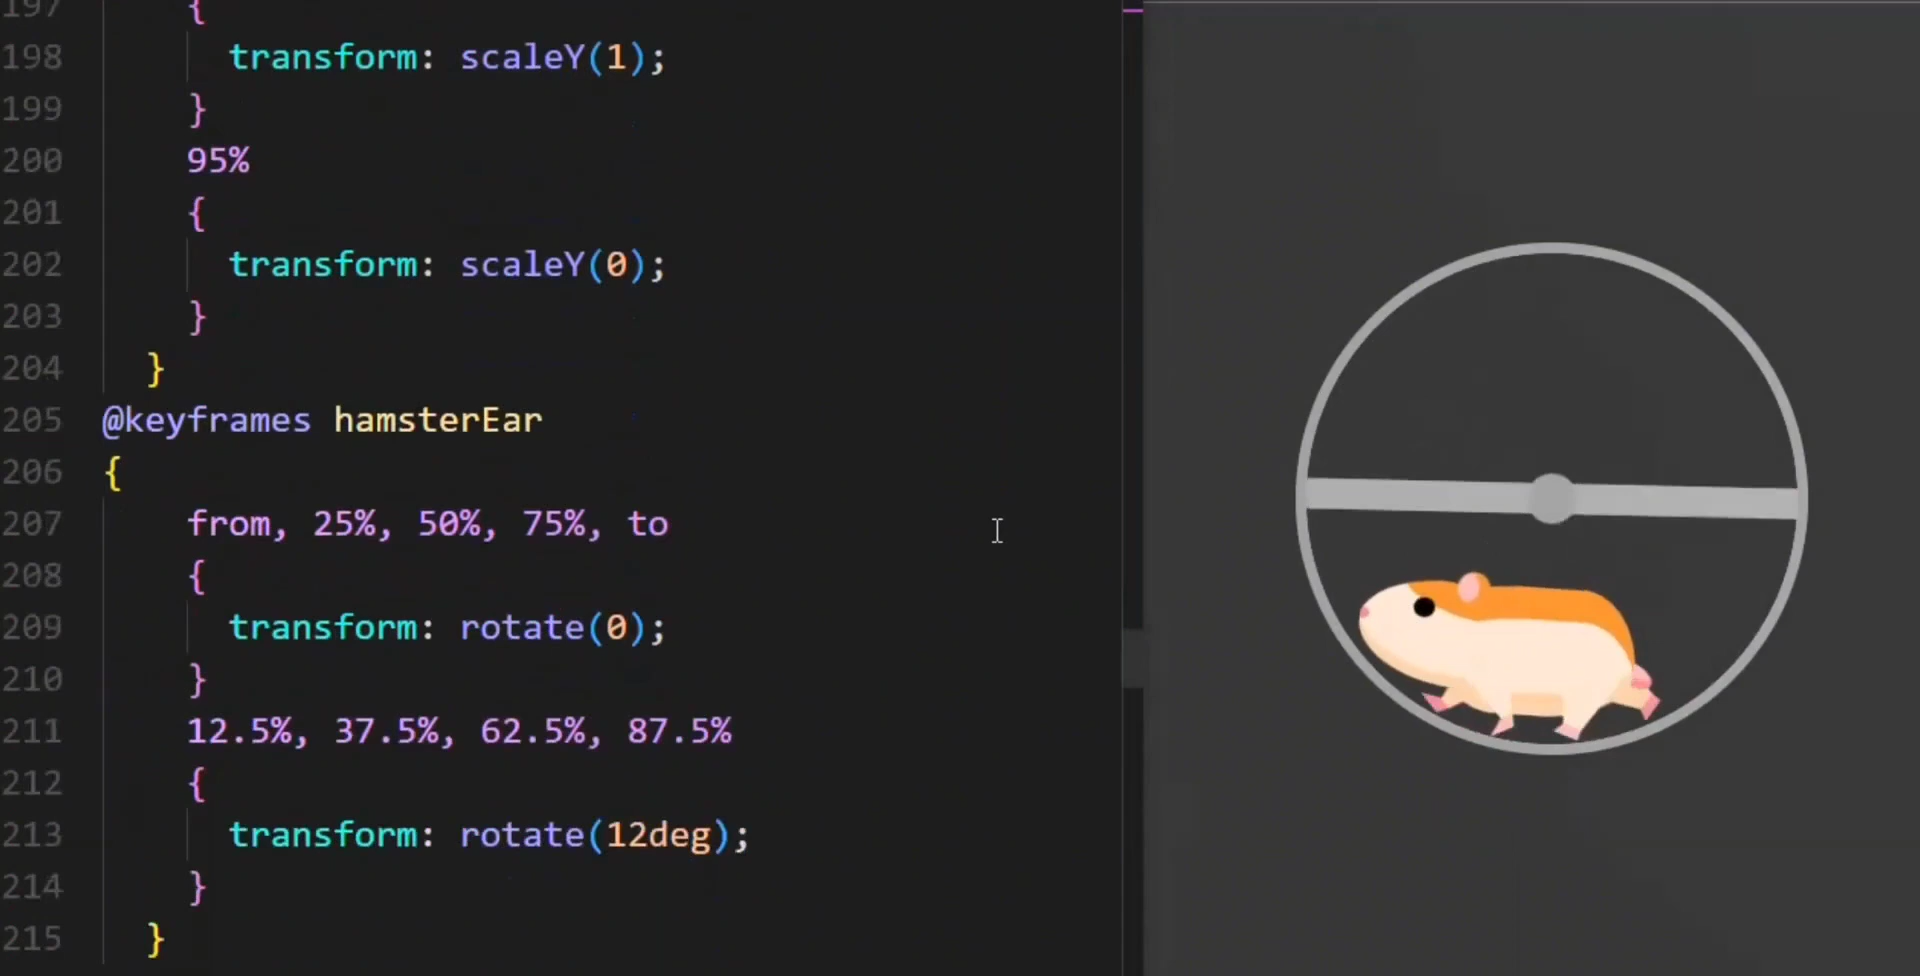 197 {
198 transform: scaleY(1);
199 }
200 95%
201 {
202 transform: scaleY(0);
203 }
204 }
205 @keyframes hamsterEar
206 {
207 from, 25%, 50%, 75%, to
208 {
209 transform: rotate(0);
210 }
211 12.5%, 37.5%, 62.5%, 87.5%
212 {
213 transform: rotate(12deg);
214 }
215 }